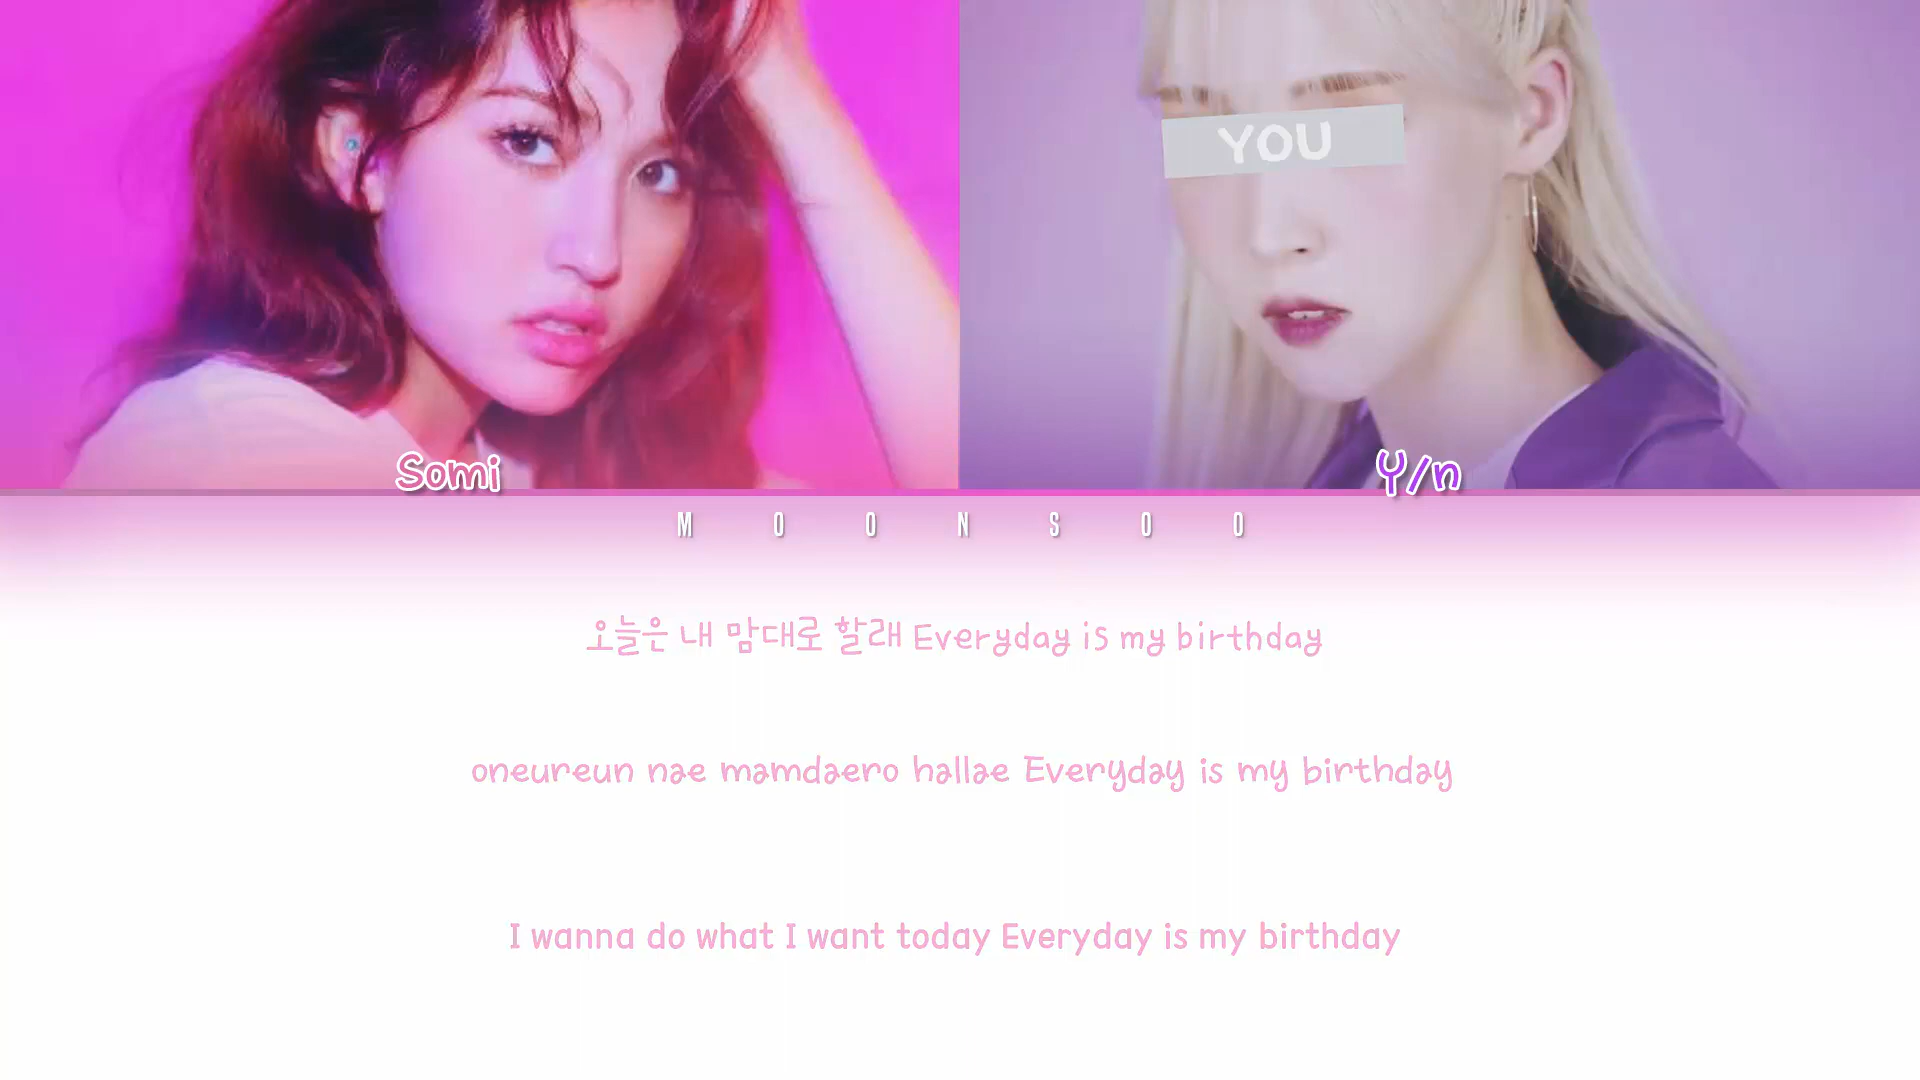 YOU
Somi
Y/n
MOONSOO
오늘은 내 맘대로 할래 Everyday is my birthday
oneureun nae mamdaero hallae Everyday is my birthday
I wanna do what I want today Everyday is my birthday